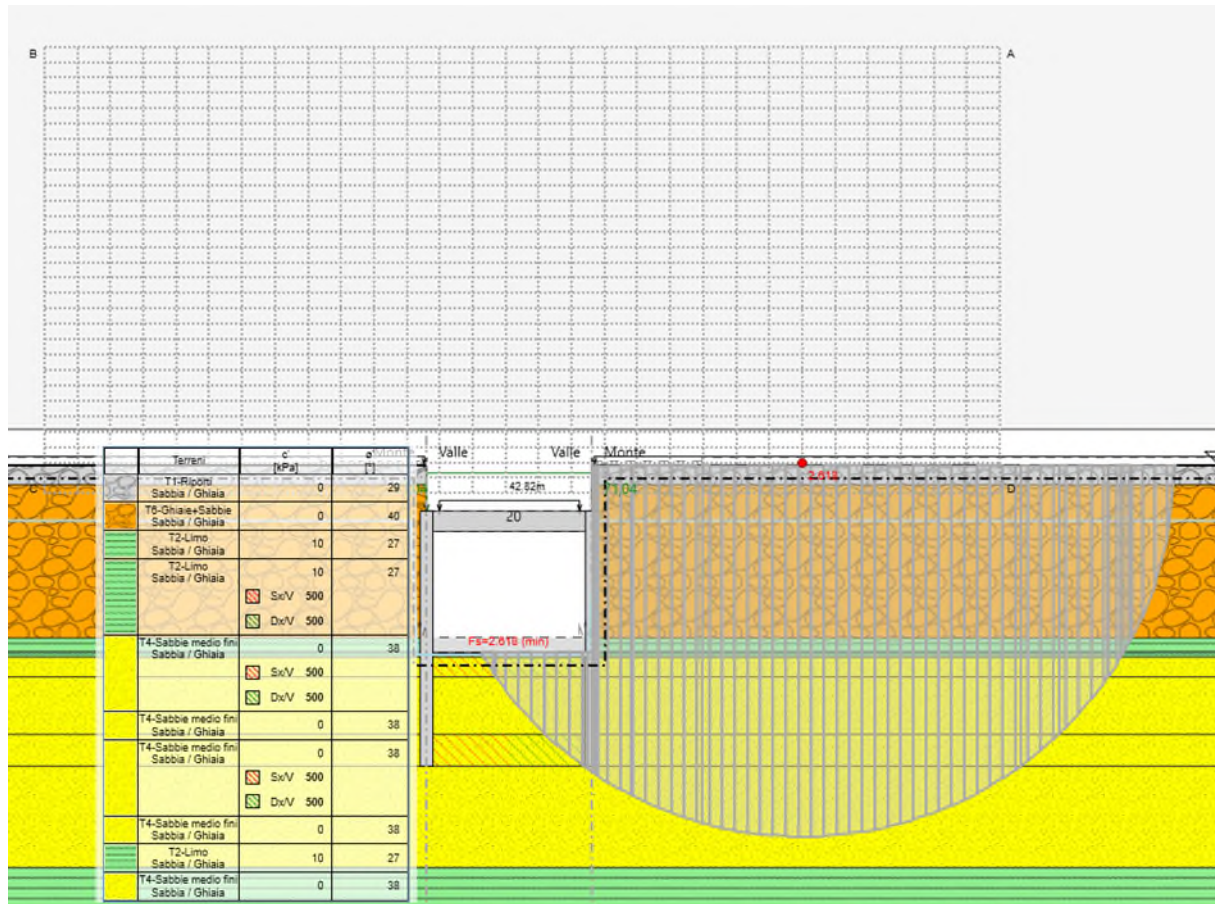 B
A
Monte
Valle
Valle
Monte
Terreni
c'
[kPa]
ø'
[°]
T1-Riporti
Sabbia / Ghiaia
0
29
T6-Ghiaie+Sabbie
Sabbia / Ghiaia
0
40
T2-Limo
Sabbia / Ghiaia
10
27
T2-Limo
Sabbia / Ghiaia
10
27
Sx/V 500
Dx/V 500
T4-Sabbie medio fini
Sabbia / Ghiaia
0
38
Sx/V 500
Dx/V 500
T4-Sabbie medio fini
Sabbia / Ghiaia
0
38
T4-Sabbie medio fini
Sabbia / Ghiaia
0
38
Sx/V 500
Dx/V 500
T4-Sabbie medio fini
Sabbia / Ghiaia
0
38
T2-Limo
Sabbia / Ghiaia
10
27
T4-Sabbie medio fini
Sabbia / Ghiaia
0
38
C
42.82m
20
2.618
D
Fs=2.618 (min)